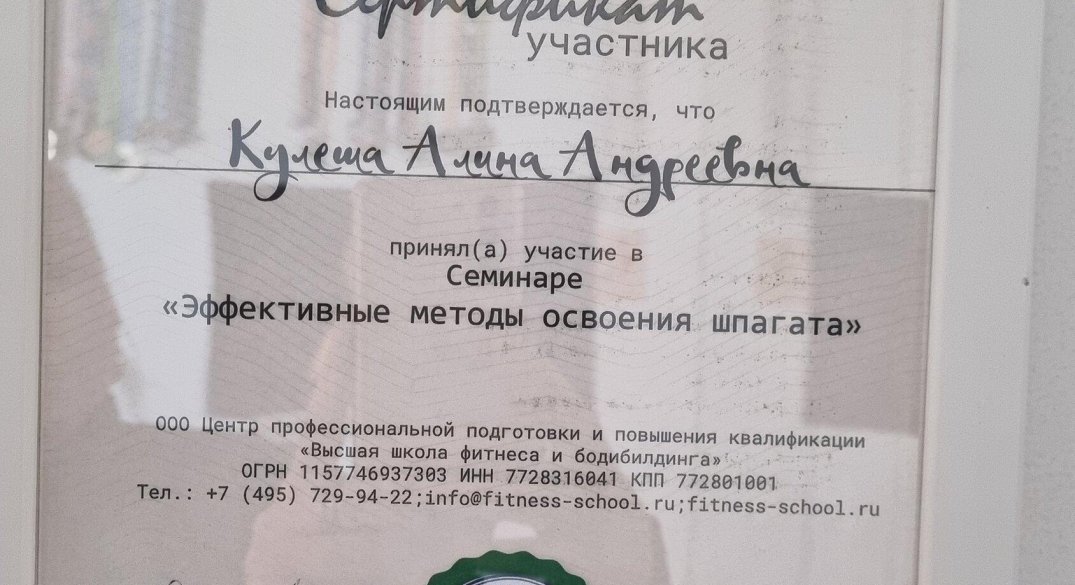 Сертификат
участника
Настоящим подтверждается, что
Кулеша Алина Андреевна
принял(а) участие в
Семинаре
«Эффективные методы освоения шпагата»
ООО Центр профессиональной подготовки и повышения квалификации
«Высшая школа фитнеса и бодибилдинга»
ОГРН 1157746937303 ИНН 7728316041 КПП 772801001
Тел.: +7 (495) 729-94-22;info@fitness-school.ru;fitness-school.ru